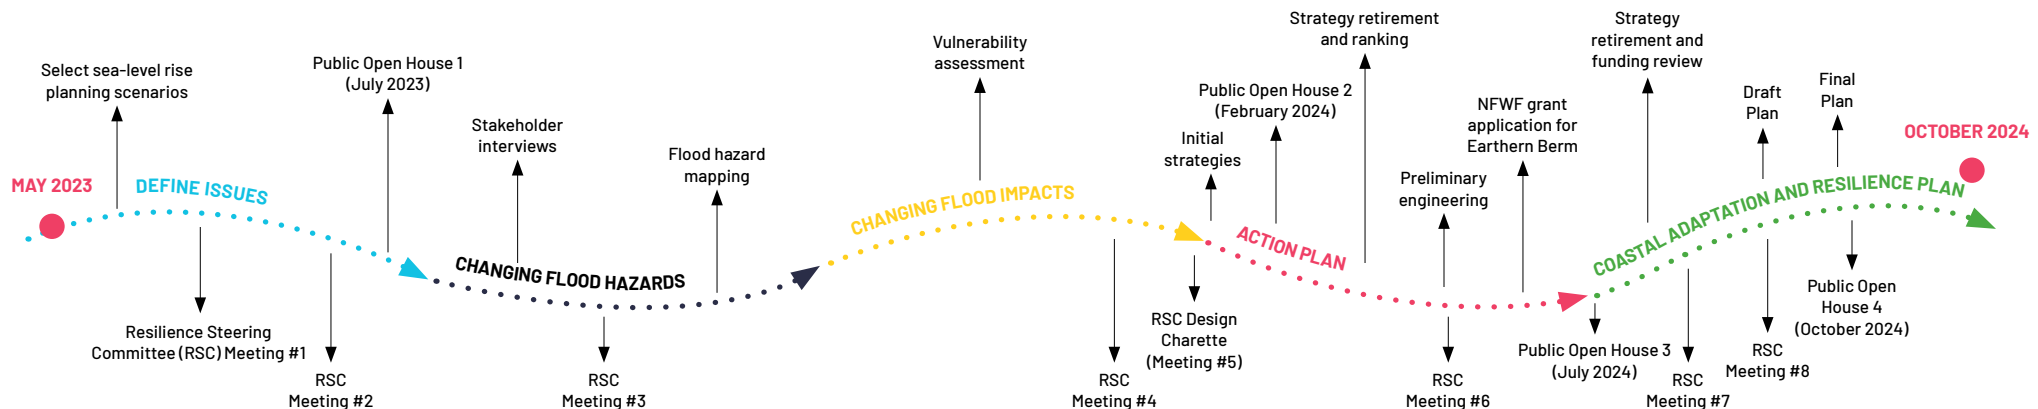 MAY 2023
Select sea-level rise
planning scenarios
DEFINE ISSUES
Resilience Steering
Committee (RSC) Meeting #1
RSC
Meeting #2
Public Open House 1
(July 2023)
CHANGING FLOOD HAZARDS
Stakeholder
interviews
RSC
Meeting #3
Flood hazard
mapping
CHANGING FLOOD IMPACTS
Vulnerability
assessment
RSC
Meeting #4
RSC Design
Charette
(Meeting #5)
Initial
strategies
ACTION PLAN
Public Open House 2
(February 2024)
Strategy retirement
and ranking
Preliminary
engineering
RSC
Meeting #6
NFWF grant
application for
Earthern Berm
COASTAL ADAPTATION AND RESILIENCE PLAN
Public Open House 3
(July 2024)
Strategy
retirement and
funding review
RSC
Meeting #7
Draft
Plan
RSC
Meeting #8
Final
Plan
Public Open
House 4
(October 2024)
OCTOBER 2024